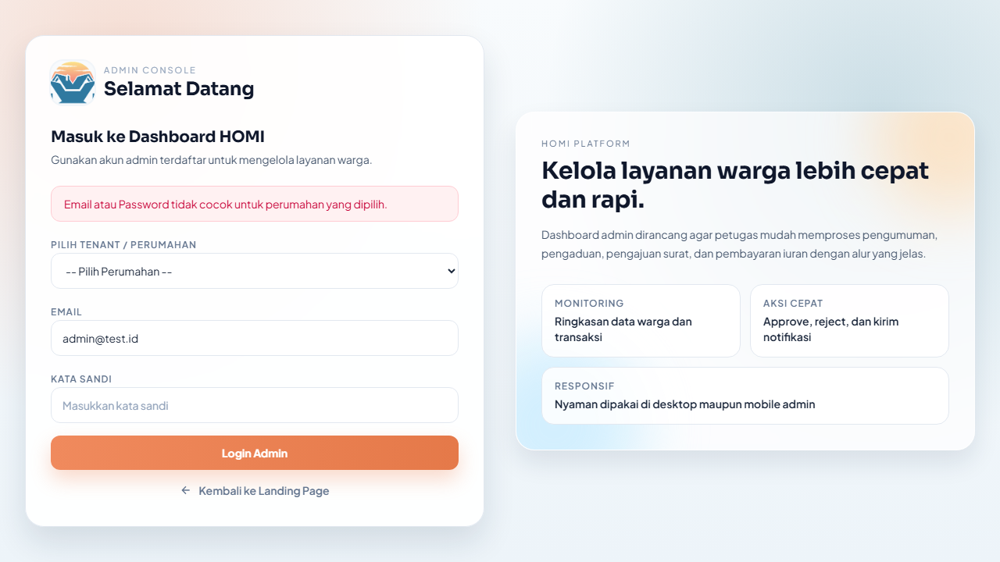 ADMIN CONSOLE
Selamat Datang
Masuk ke Dashboard HOMI
Gunakan akun admin terdaftar untuk mengelola layanan warga.
Email atau Password tidak cocok untuk perumahan yang dipilih.
PILIH TENANT / PERUMAHAN
-- Pilih Perumahan --
EMAIL
admin@test.id
KATA SANDI
Masukkan kata sandi
Login Admin
← Kembali ke Landing Page
HOMI PLATFORM
Kelola layanan warga lebih cepat
dan rapi.
Dashboard admin dirancang agar petugas mudah memproses pengumuman,
pengaduan, pengajuan surat, dan pembayaran iuran dengan alur yang jelas.
MONITORING
Ringkasan data warga dan
transaksi
AKSI CEPAT
Approve, reject, dan kirim
notifikasi
RESPONSIF
Nyaman dipakai di desktop maupun mobile admin